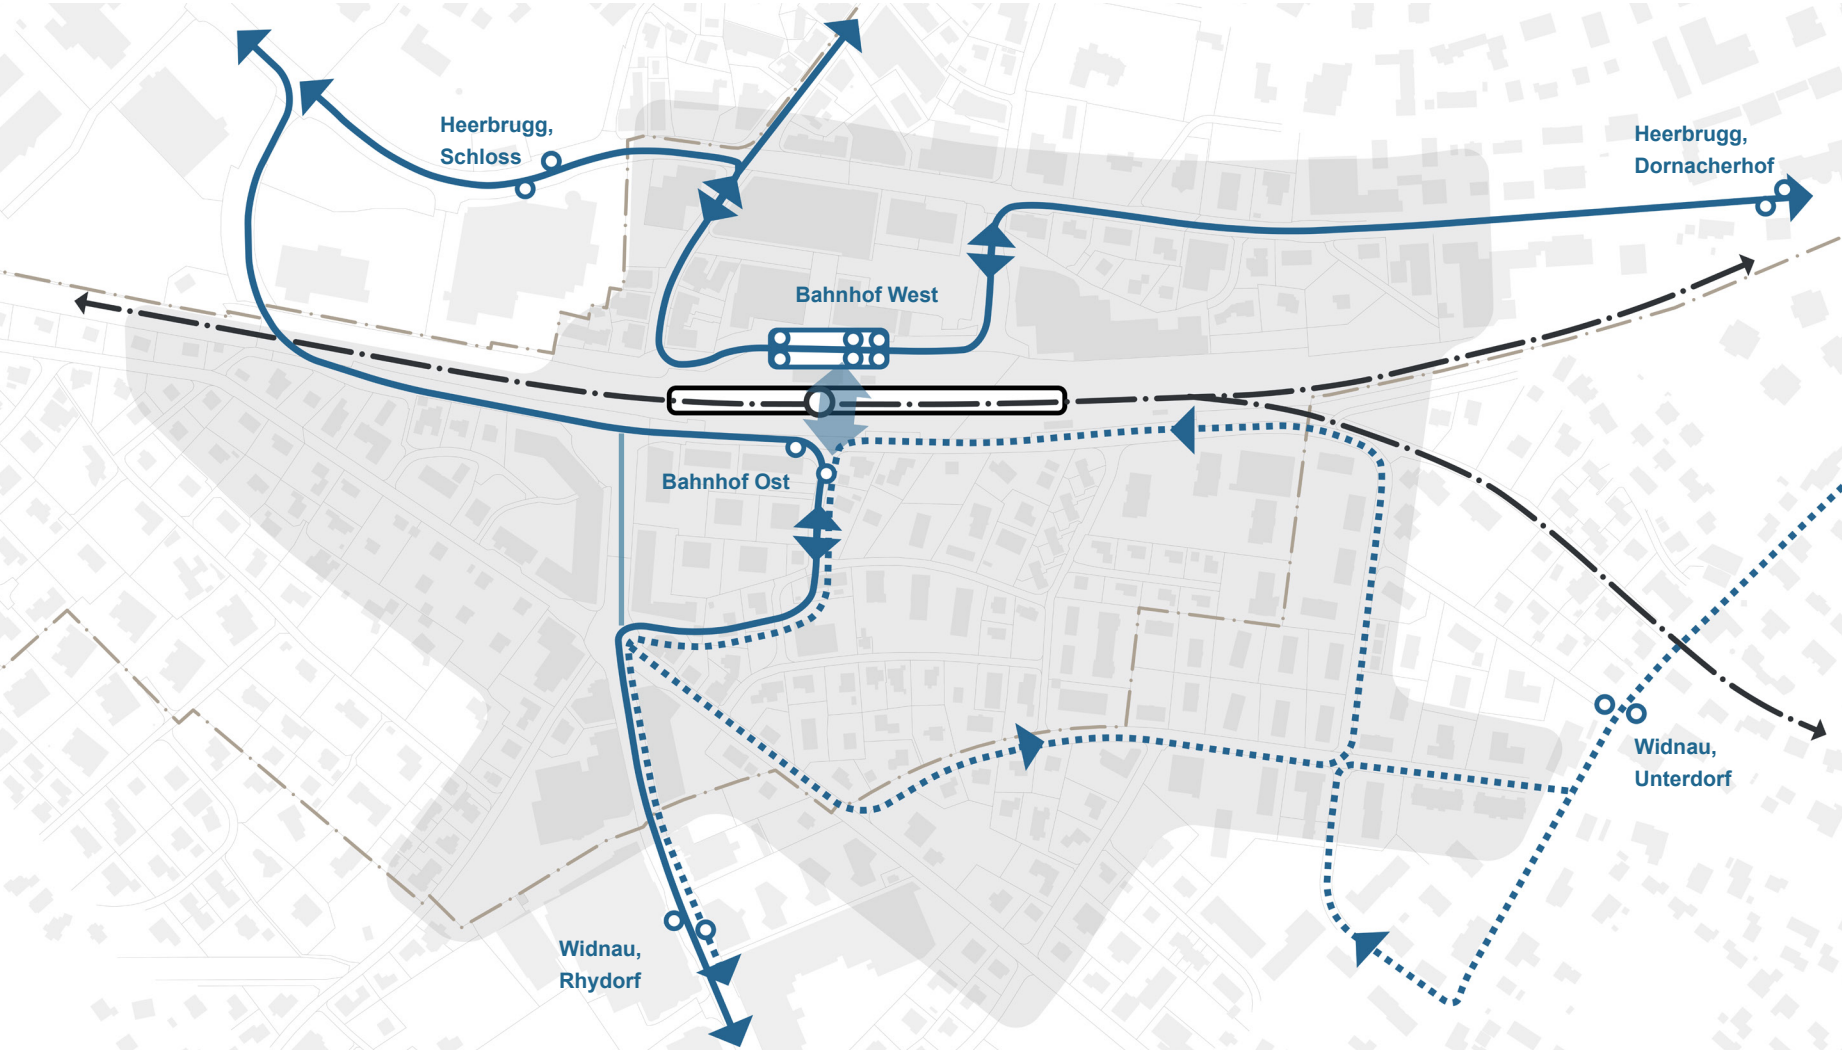 Heerbrugg,
Schloss
Heerbrugg,
Dornacherhof
Bahnhof West
Bahnhof Ost
Widnau,
Unterdorf
Widnau,
Rhydorf